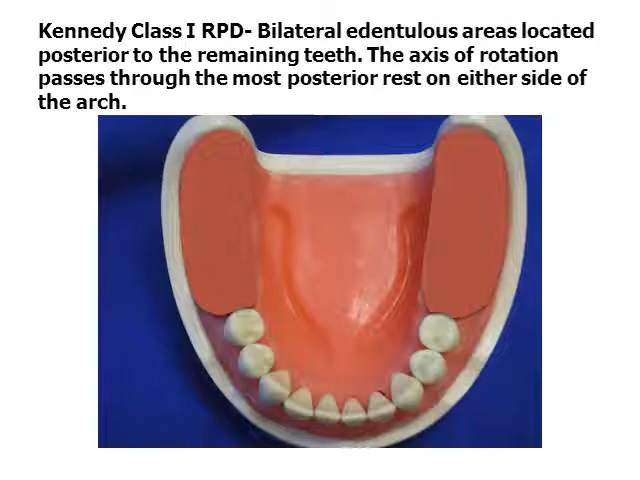 Kennedy Class I RPD- Bilateral edentulous areas located
posterior to the remaining teeth. The axis of rotation
passes through the most posterior rest on either side of
the arch.